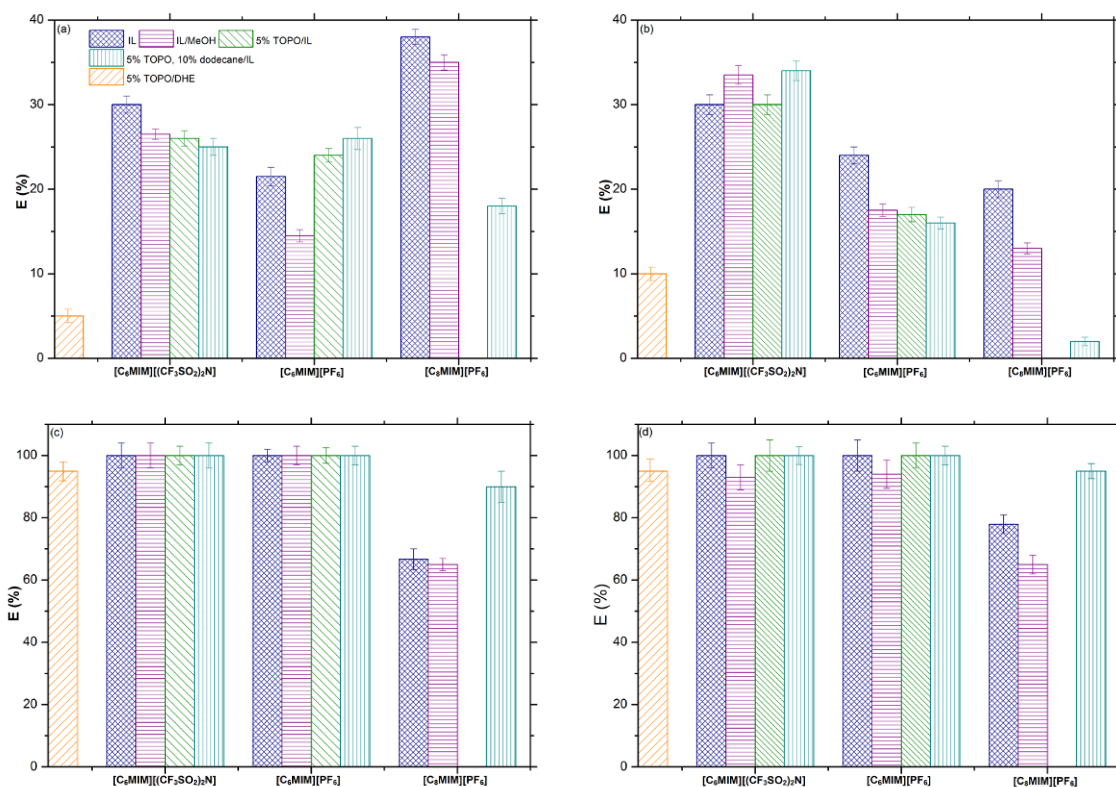 (a)
IL IL/MeOH 5% TOPO/IL
5% TOPO, 10% dodecane/IL
5% TOPO/DHE
E (%)
40
30
20
10
0
[C₆MIM][(CF₃SO₂)₂N] [C₆MIM][PF₆] [C₈MIM][PF₆]
(b)
E (%)
40
30
20
10
0
[C₆MIM][(CF₃SO₂)₂N] [C₆MIM][PF₆] [C₈MIM][PF₆]
(c)
E (%)
100
80
60
40
20
0
[C₆MIM][(CF₃SO₂)₂N] [C₆MIM][PF₆] [C₈MIM][PF₆]
(d)
E (%)
100
80
60
40
20
0
[C₆MIM][(CF₃SO₂)₂N] [C₆MIM][PF₆] [C₈MIM][PF₆]